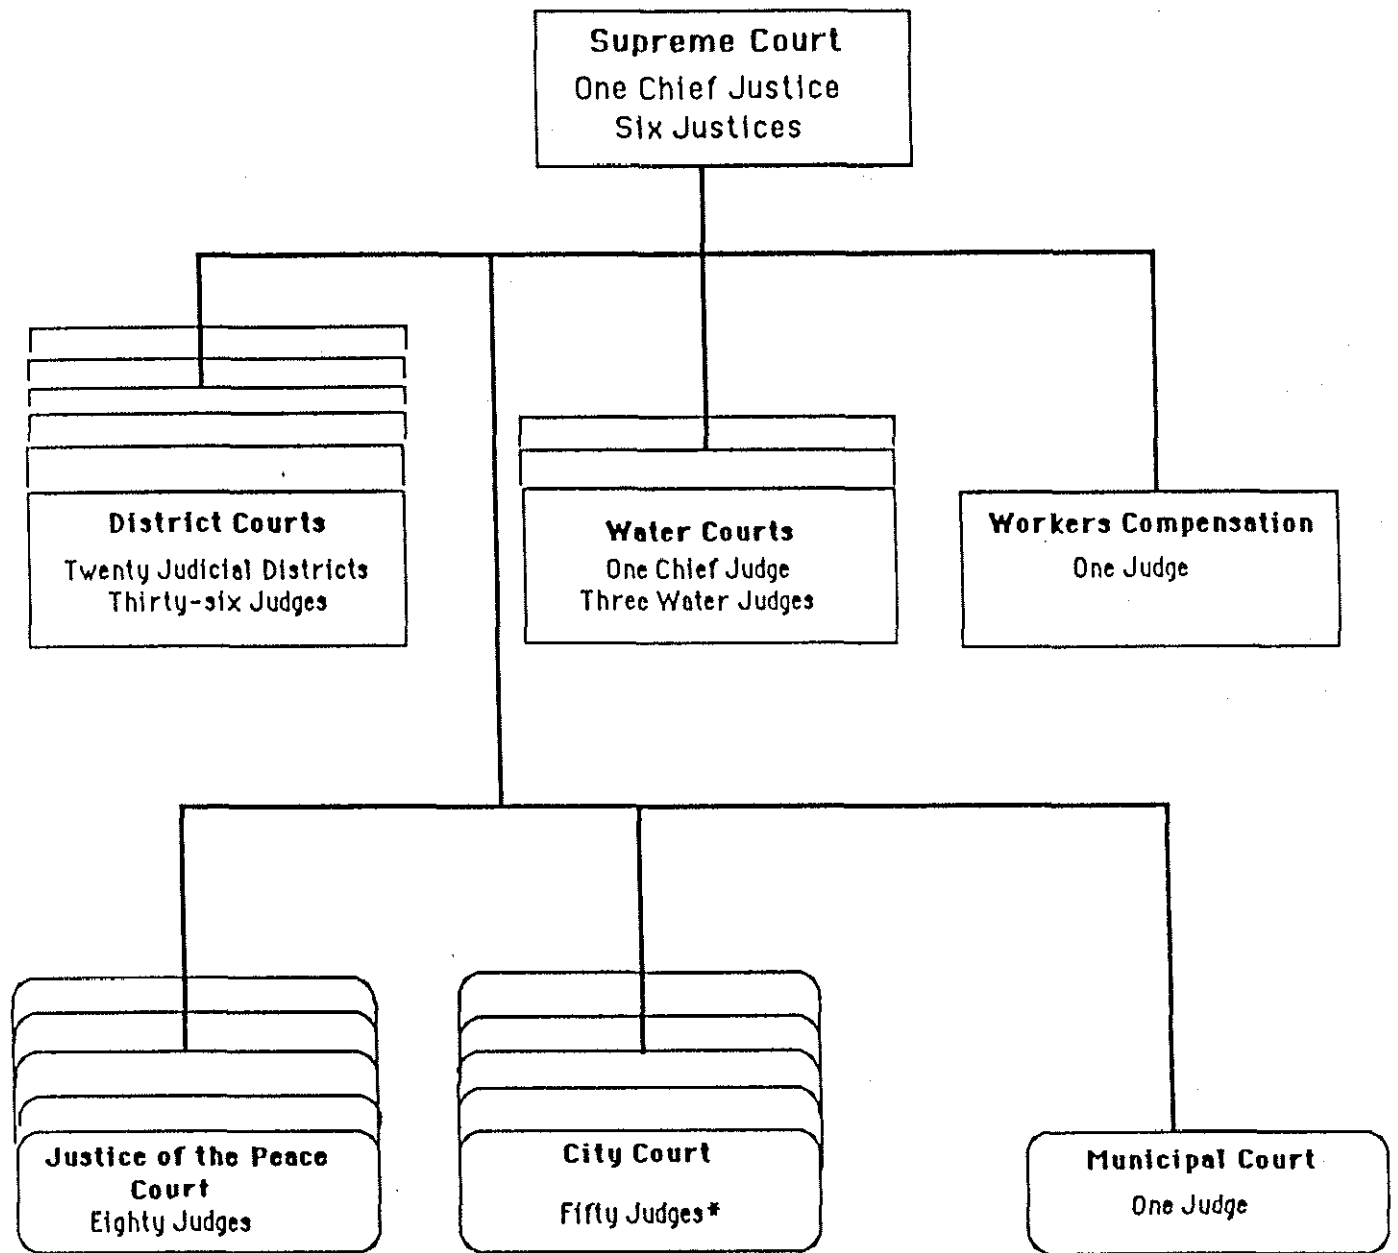 Supreme Court
One Chief Justice
Six Justices
District Courts
Twenty Judicial Districts
Thirty-six Judges
Water Courts
One Chief Judge
Three Water Judges
Workers Compensation
One Judge
Justice of the Peace
Court
Eighty Judges
City Court
Fifty Judges*
Municipal Court
One Judge